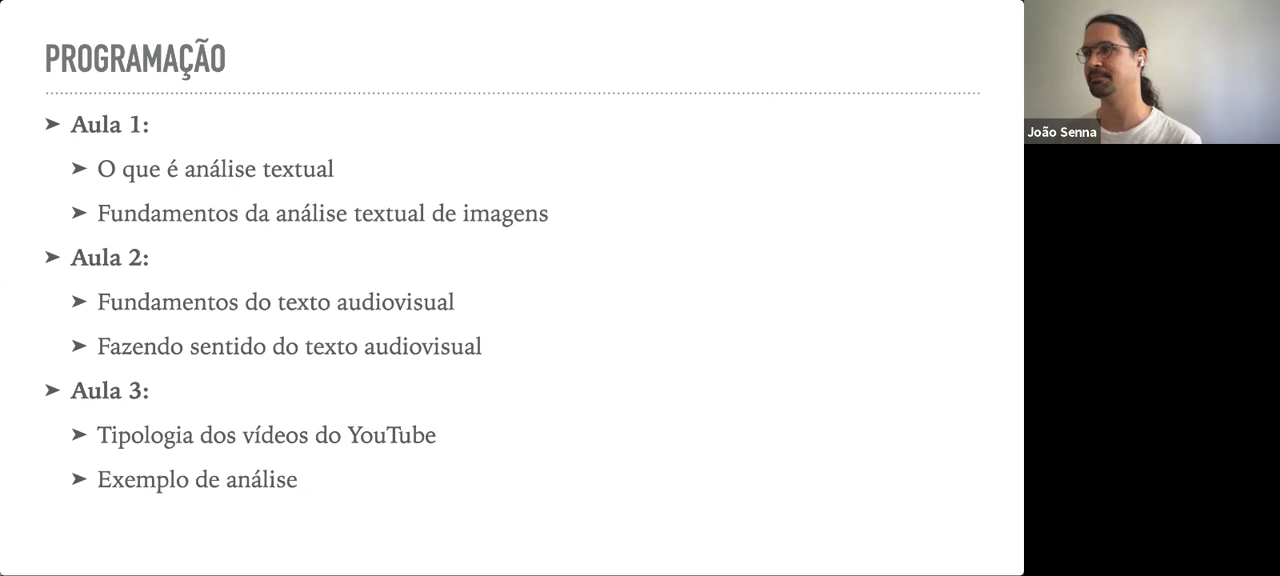 PROGRAMAÇÃO
➤ Aula 1:
➤ O que é análise textual
➤ Fundamentos da análise textual de imagens
➤ Aula 2:
➤ Fundamentos do texto audiovisual
➤ Fazendo sentido do texto audiovisual
➤ Aula 3:
➤ Tipologia dos vídeos do YouTube
➤ Exemplo de análise
João Senna